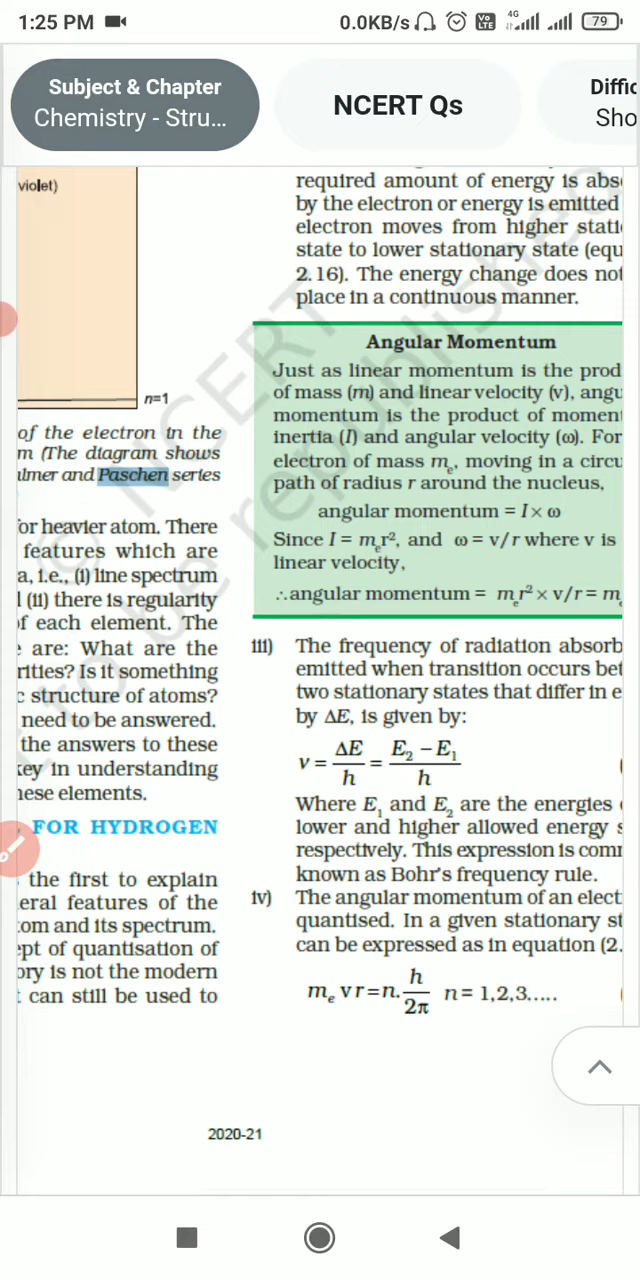 1:25 PM
0.0KB/s
Vo LTE
4G
79
Subject & Chapter
Chemistry - Stru...
NCERT Qs
Diffic
Sho
violet)
n=1
of the electron in the
m (The diagram shows
almer and Paschen series
for heavier atom. There
features which are
a, i.e., (i) line spectrum
l (ii) there is regularity
of each element. The
e are: What are the
rities? Is it something
c structure of atoms?
need to be answered.
the answers to these
key in understanding
hese elements.
FOR HYDROGEN
the first to explain
eral features of the
tom and its spectrum.
ept of quantisation of
ory is not the modern
t can still be used to
required amount of energy is abs
by the electron or energy is emitted
electron moves from higher stati
state to lower stationary state (equ
2.16). The energy change does not
place in a continuous manner.
Angular Momentum
Just as linear momentum is the prod
of mass (m) and linear velocity (v), angu
momentum is the product of moment
inertia (I) and angular velocity (ω). For
electron of mass mₑ, moving in a circu
path of radius r around the nucleus,
angular momentum = I × ω
Since I = mₑr², and ω = v/r where v is
linear velocity,
∴angular momentum = mₑr² × v/r = m
iii) The frequency of radiation absorb
emitted when transition occurs bet
two stationary states that differ in e
by ΔE, is given by:
ν = ΔE/h = (E₂ – E₁)/h
Where E₁ and E₂ are the energies
lower and higher allowed energy s
respectively. This expression is comm
known as Bohr's frequency rule.
iv) The angular momentum of an elect
quantised. In a given stationary st
can be expressed as in equation (2.
mₑ v r = n. h/2π n = 1,2,3.....
2020-21
© NCERT
not to be republished